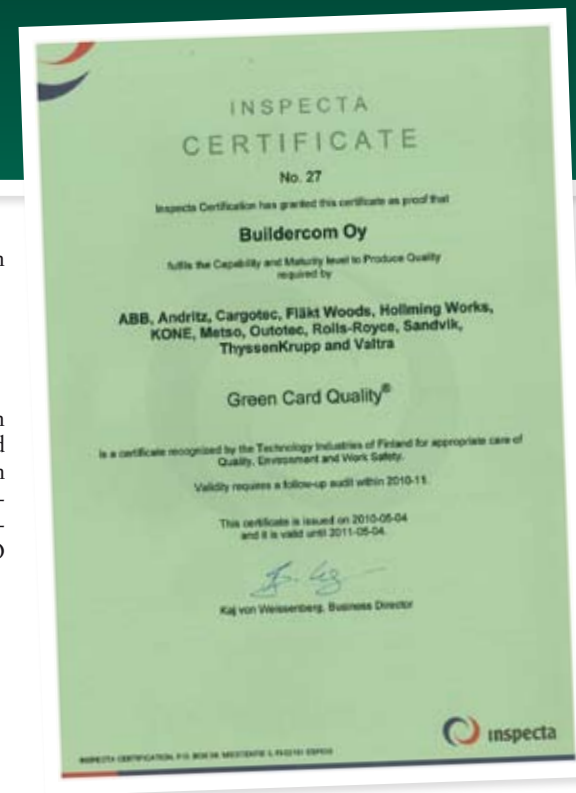 INSPECTA
CERTIFICATE
No. 27
Inspecta Certification has granted this certificate as proof that
Buildercom Oy
fulfils the Capability and Maturity level to Produce Quality
required by
ABB, Andritz, Cargotec, Fläkt Woods, Hollming Works,
KONE, Metso, Outotec, Rolls-Royce, Sandvik,
ThyssenKrupp and Valtra
Green Card Quality®
is a certificate recognized by the Technology Industries of Finland for appropriate care of
Quality, Environment and Work Safety.
Validity requires a follow-up audit within 2010-11.
This certificate is issued on 2010-05-04
and it is valid until 2011-05-04.
Kaj von Weissenberg, Business Director
inspecta
INSPECTA CERTIFICATION, P.O. BOX